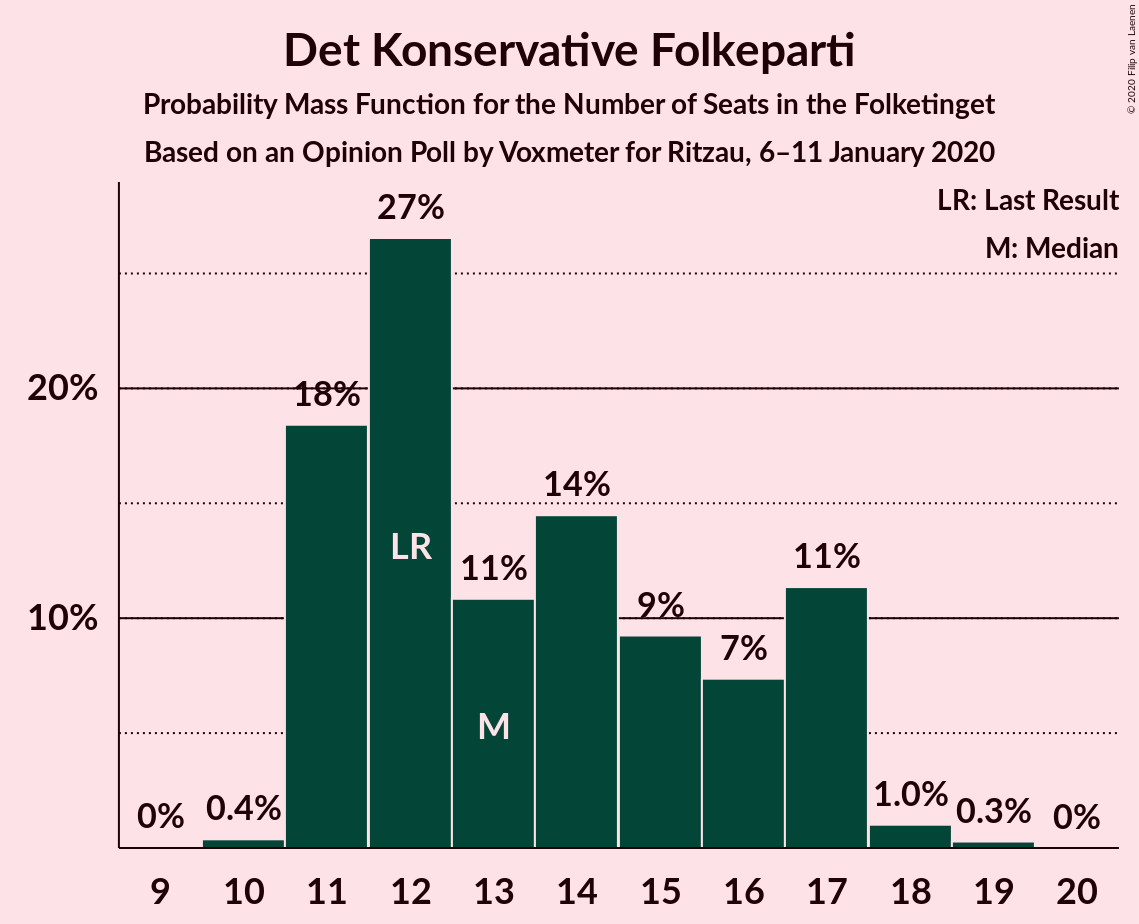 Det Konservative Folkeparti
Probability Mass Function for the Number of Seats in the Folketinget
Based on an Opinion Poll by Voxmeter for Ritzau, 6–11 January 2020
© 2020 Filip van Laenen
LR: Last Result
M: Median
20%
10%
0%
0.4%
18%
27%
11%
14%
9%
7%
11%
1.0%
0.3%
0%
LR
M
9 10 11 12 13 14 15 16 17 18 19 20